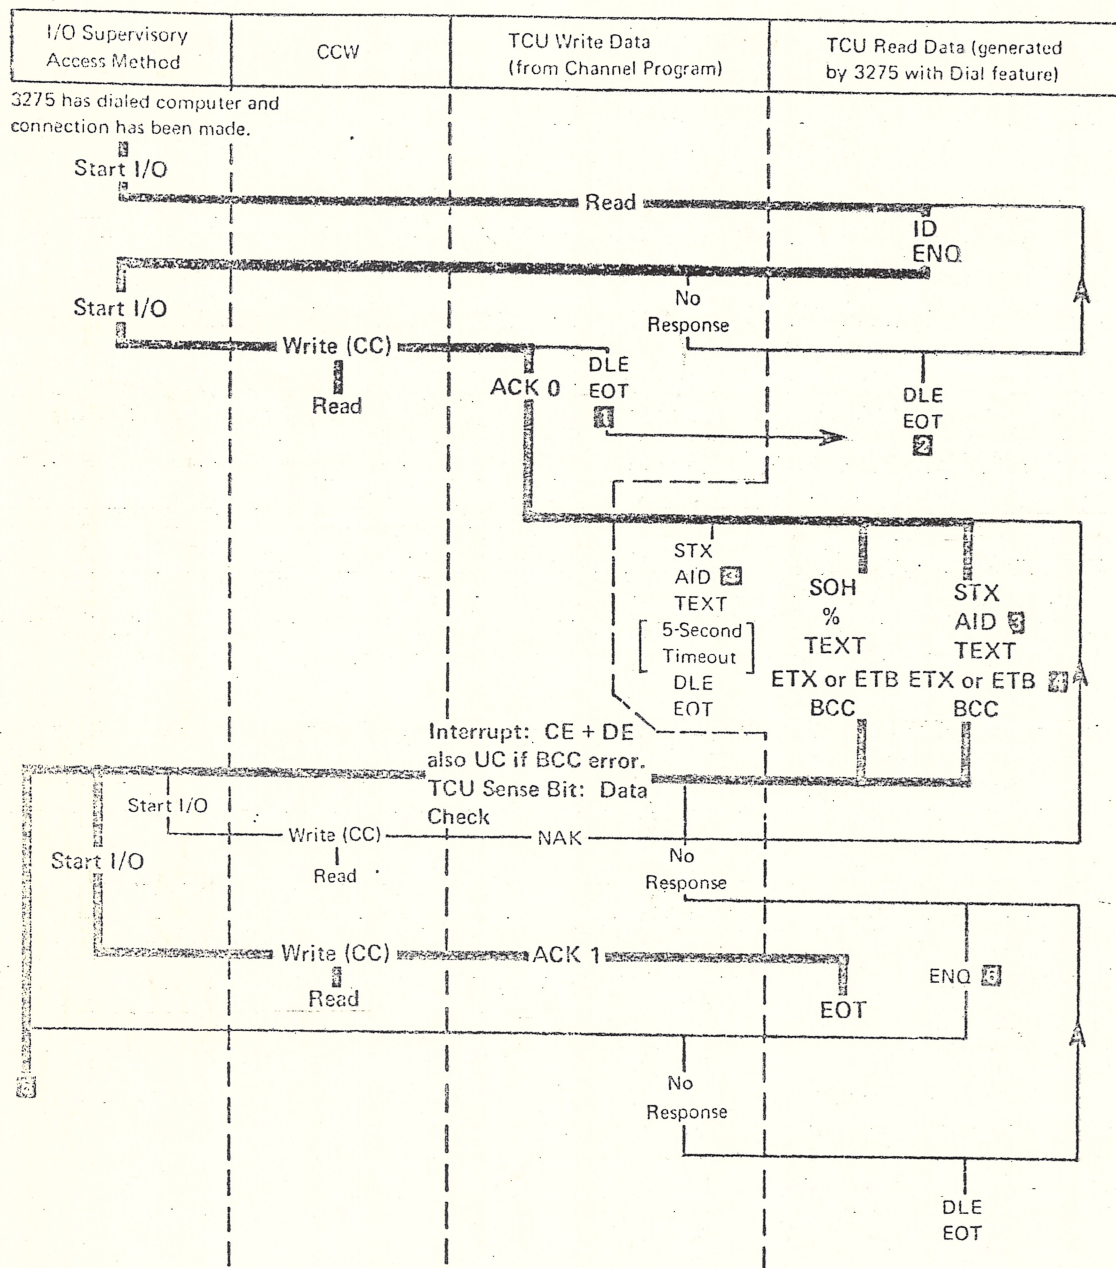 I/O Supervisory
Access Method
CCW
TCU Write Data
(from Channel Program)
TCU Read Data (generated
by 3275 with Dial feature)
3275 has dialed computer and
connection has been made.
Start I/O
Read
ID
ENQ
Start I/O
No
Response
Write (CC)
Read
ACK 0
DLE
EOT
1
DLE
EOT
2
STX
AID 3
TEXT
5-Second
Timeout
DLE
EOT
SOH
%
TEXT
ETX or ETB
BCC
STX
AID 3
TEXT
ETX or ETB 4
BCC
Interrupt: CE + DE
also UC if BCC error.
TCU Sense Bit: Data
Check
Start I/O
Write (CC)
Read
NAK
No
Response
Start I/O
Write (CC)
Read
ACK 1
EOT
ENQ
No
Response
DLE
EOT